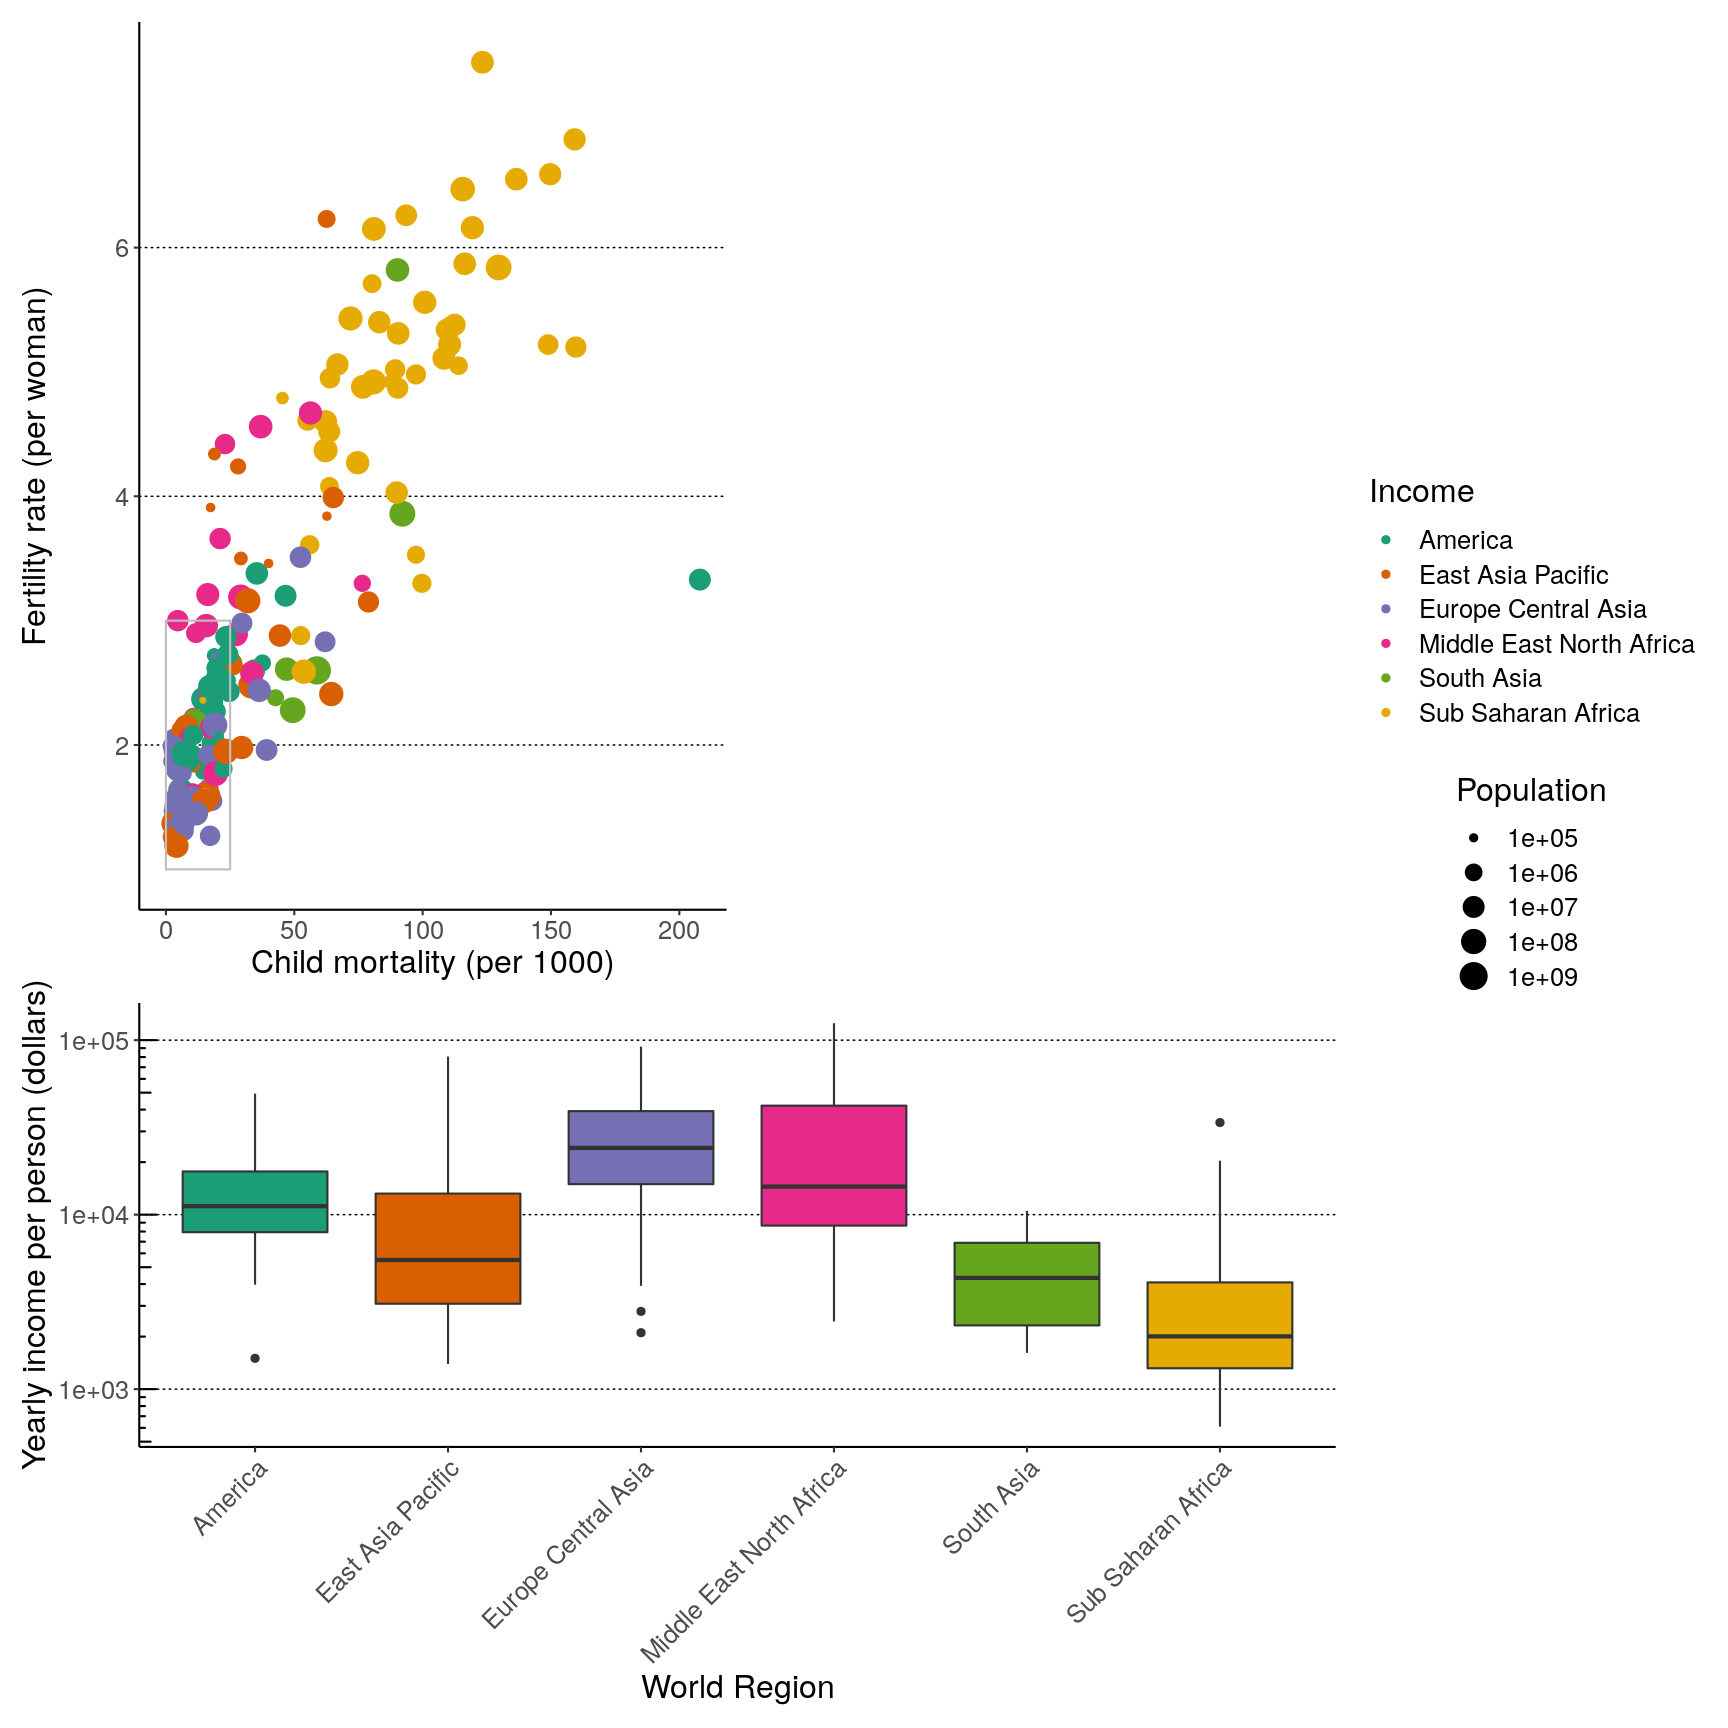 Fertility rate (per woman)
6
4
2
0
50
100
150
200
Child mortality (per 1000)
Income
America
East Asia Pacific
Europe Central Asia
Middle East North Africa
South Asia
Sub Saharan Africa
Population
1e+05
1e+06
1e+07
1e+08
1e+09
Yearly income per person (dollars)
1e+05
1e+04
1e+03
America
East Asia Pacific
Europe Central Asia
Middle East North Africa
South Asia
Sub Saharan Africa
World Region